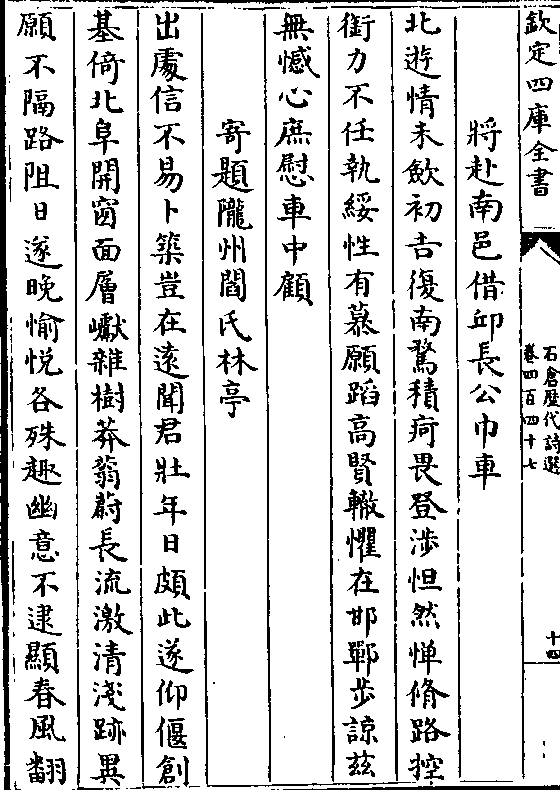 欽定四庫全書
石倉歷代詩選
卷四百四十七
十四
將赴南邑借邱長公巾車
北遊情未歇初吉復南騖積疴畏登涉怛然憚脩路控
銜力不任執綏性有慕願蹈高賢轍懼在邯鄲步諒茲
無憾心庶慰車中顧
寄題隴州閻氏林亭
出處信不易卜築豈在遠聞君壯年日頗此遂仰偃創
基倚北阜開窗面層巘雜樹莽蓊蔚長流激清淺跡異
願不隔路阻日遂晚愉悅各殊趣幽意不逮顯春風翻